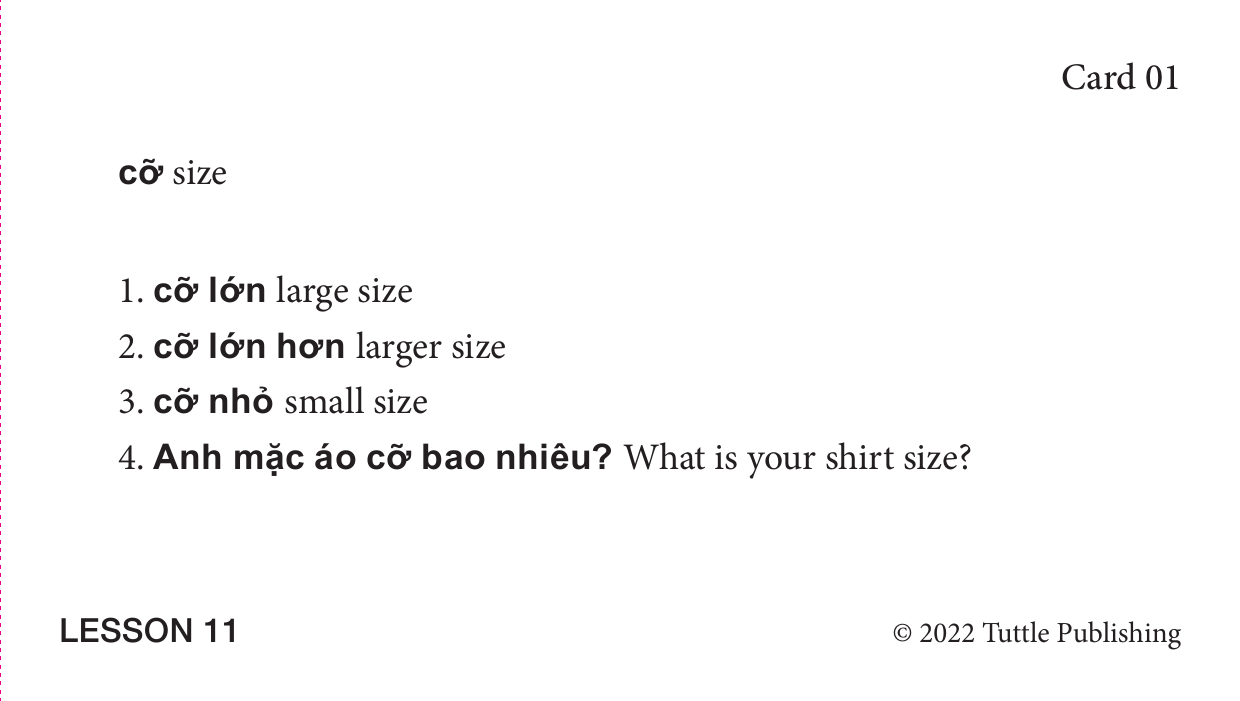 Card 01
cỡ size
1. cỡ lớn large size
2. cỡ lớn hơn larger size
3. cỡ nhỏ small size
4. Anh mặc áo cỡ bao nhiêu? What is your shirt size?
LESSON 11
© 2022 Tuttle Publishing